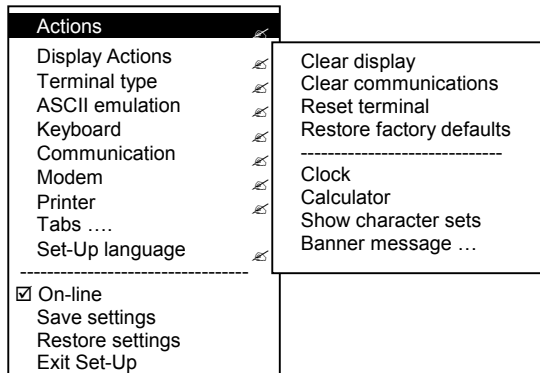 Actions
Display Actions
Terminal type
ASCII emulation
Keyboard
Communication
Modem
Printer
Tabs ….
Set-Up language
----------------------------------
☑ On-line
Save settings
Restore settings
Exit Set-Up
Clear display
Clear communications
Reset terminal
Restore factory defaults
------------------------------
Clock
Calculator
Show character sets
Banner message …